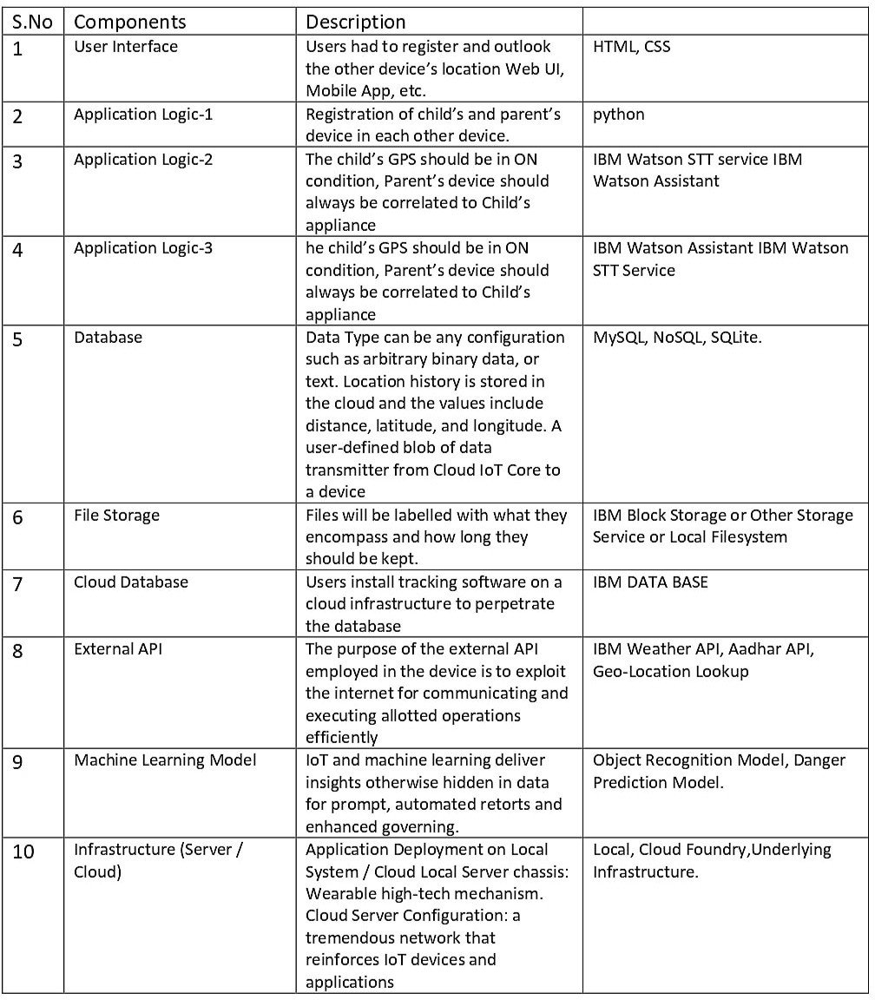 S.No Components Description
1 User Interface Users had to register and outlook HTML, CSS
the other device’s location Web UI,
Mobile App, etc.
2 Application Logic-1 Registration of child’s and parent’s python
device in each other device.
3 Application Logic-2 The child’s GPS should be in ON IBM Watson STT service IBM
condition, Parent’s device should Watson Assistant
always be correlated to Child’s
appliance
4 Application Logic-3 he child’s GPS should be in ON IBM Watson Assistant IBM Watson
condition, Parent’s device should STT Service
always be correlated to Child’s
appliance
5 Database Data Type can be any configuration MySQL, NoSQL, SQLite.
such as arbitrary binary data, or
text. Location history is stored in
the cloud and the values include
distance, latitude, and longitude. A
user-defined blob of data
transmitter from Cloud IoT Core to
a device
6 File Storage Files will be labelled with what they IBM Block Storage or Other Storage
encompass and how long they Service or Local Filesystem
should be kept.
7 Cloud Database Users install tracking software on a IBM DATA BASE
cloud infrastructure to perpetrate
the database
8 External API The purpose of the external API IBM Weather API, Aadhar API,
employed in the device is to exploit Geo-Location Lookup
the internet for communicating and
executing allotted operations
efficiently
9 Machine Learning Model IoT and machine learning deliver Object Recognition Model, Danger
insights otherwise hidden in data Prediction Model.
for prompt, automated retorts and
enhanced governing.
10 Infrastructure (Server / Application Deployment on Local Local, Cloud Foundry,Underlying
Cloud) System / Cloud Local Server chassis: Infrastructure.
Wearable high-tech mechanism.
Cloud Server Configuration: a
tremendous network that
reinforces IoT devices and
applications